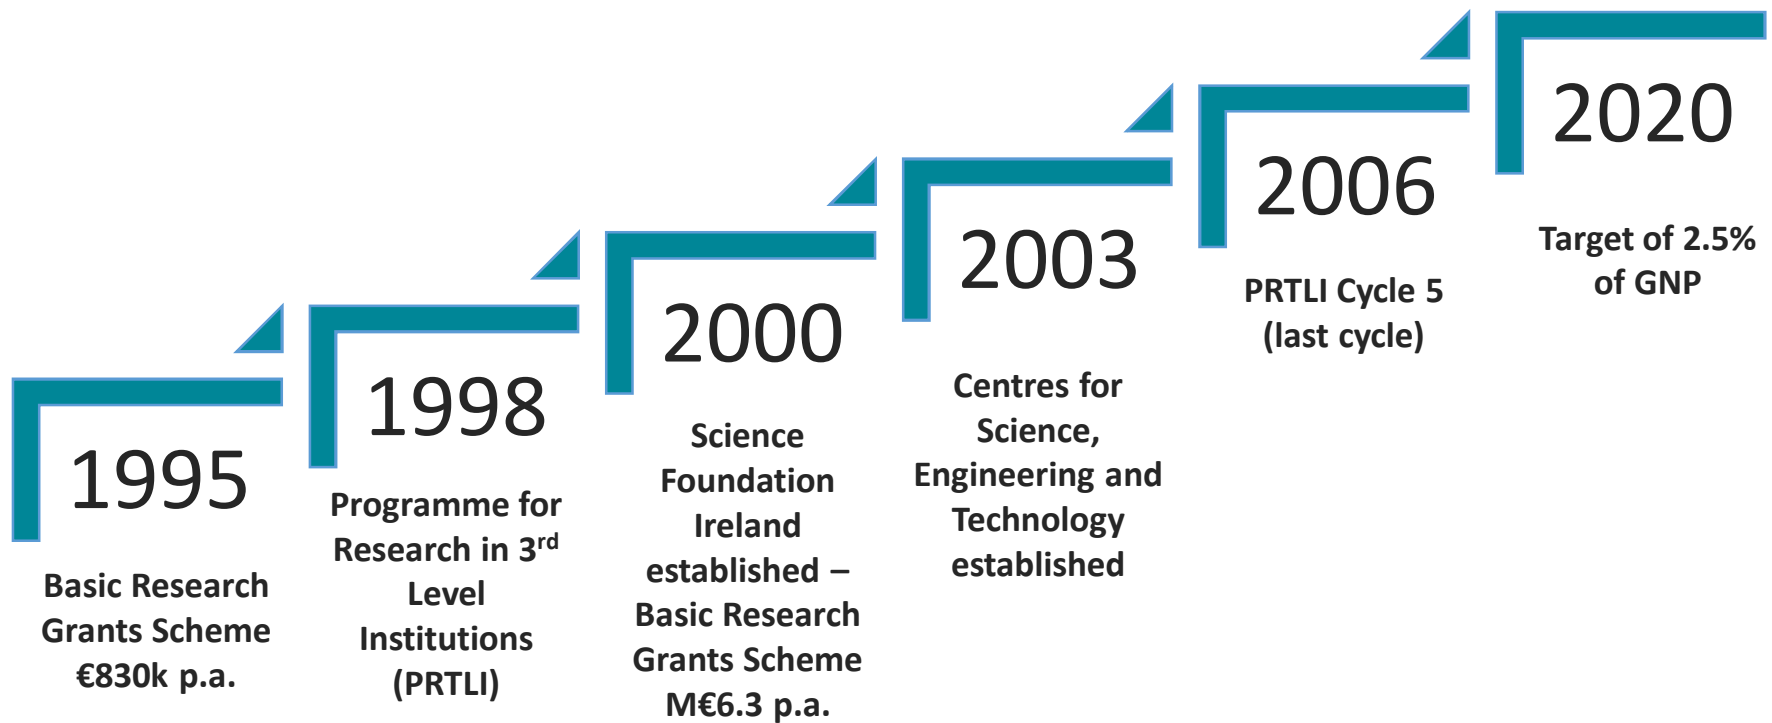 1995
Basic Research
Grants Scheme
€830k p.a.
1998
Programme for
Research in 3rd
Level
Institutions
(PRTLI)
2000
Science
Foundation
Ireland
established –
Basic Research
Grants Scheme
M€6.3 p.a.
2003
Centres for
Science,
Engineering and
Technology
established
2006
PRTLI Cycle 5
(last cycle)
2020
Target of 2.5%
of GNP